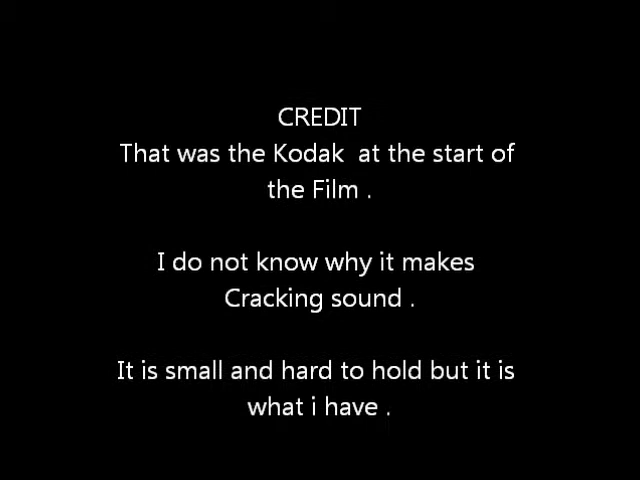 CREDIT
That was the Kodak  at the start of
the Film .
I do not know why it makes
Cracking sound .
It is small and hard to hold but it is
what i have .